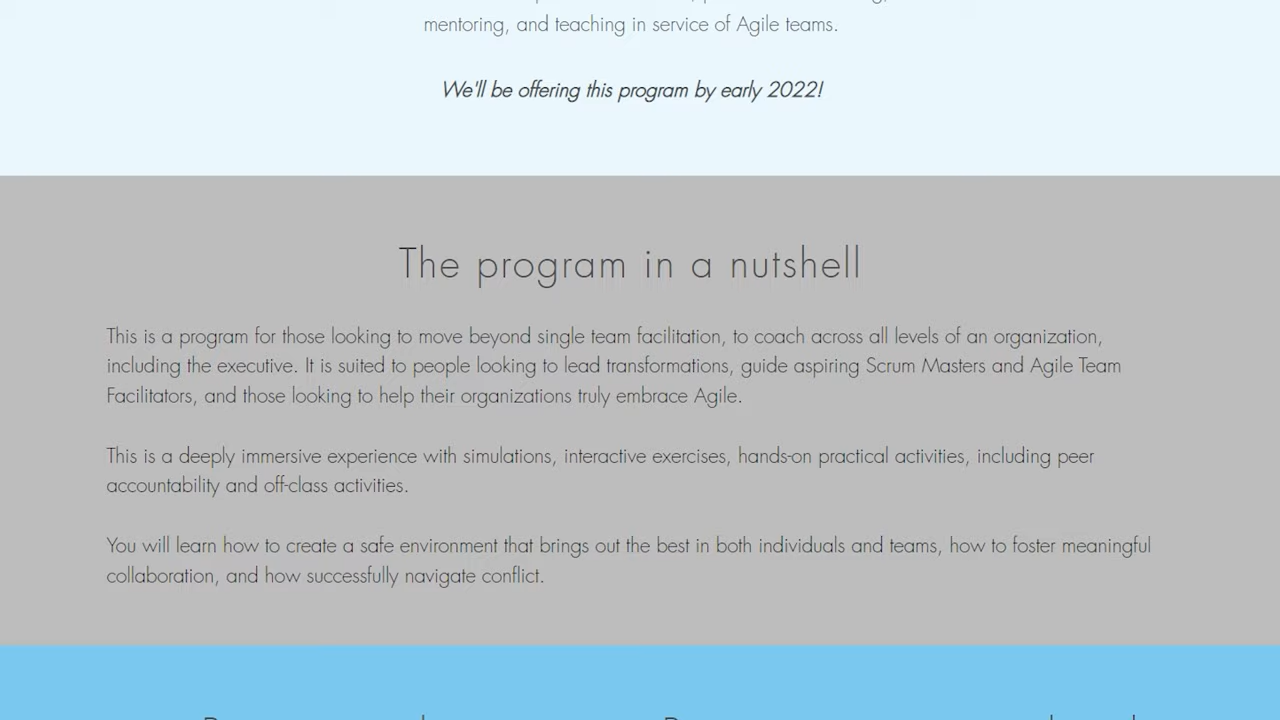 mentoring, and teaching in service of Agile teams.
We'll be offering this program by early 2022!
The program in a nutshell
This is a program for those looking to move beyond single team facilitation, to coach across all levels of an organization,
including the executive. It is suited to people looking to lead transformations, guide aspiring Scrum Masters and Agile Team
Facilitators, and those looking to help their organizations truly embrace Agile.
This is a deeply immersive experience with simulations, interactive exercises, hands-on practical activities, including peer
accountability and off-class activities.
You will learn how to create a safe environment that brings out the best in both individuals and teams, how to foster meaningful
collaboration, and how successfully navigate conflict.